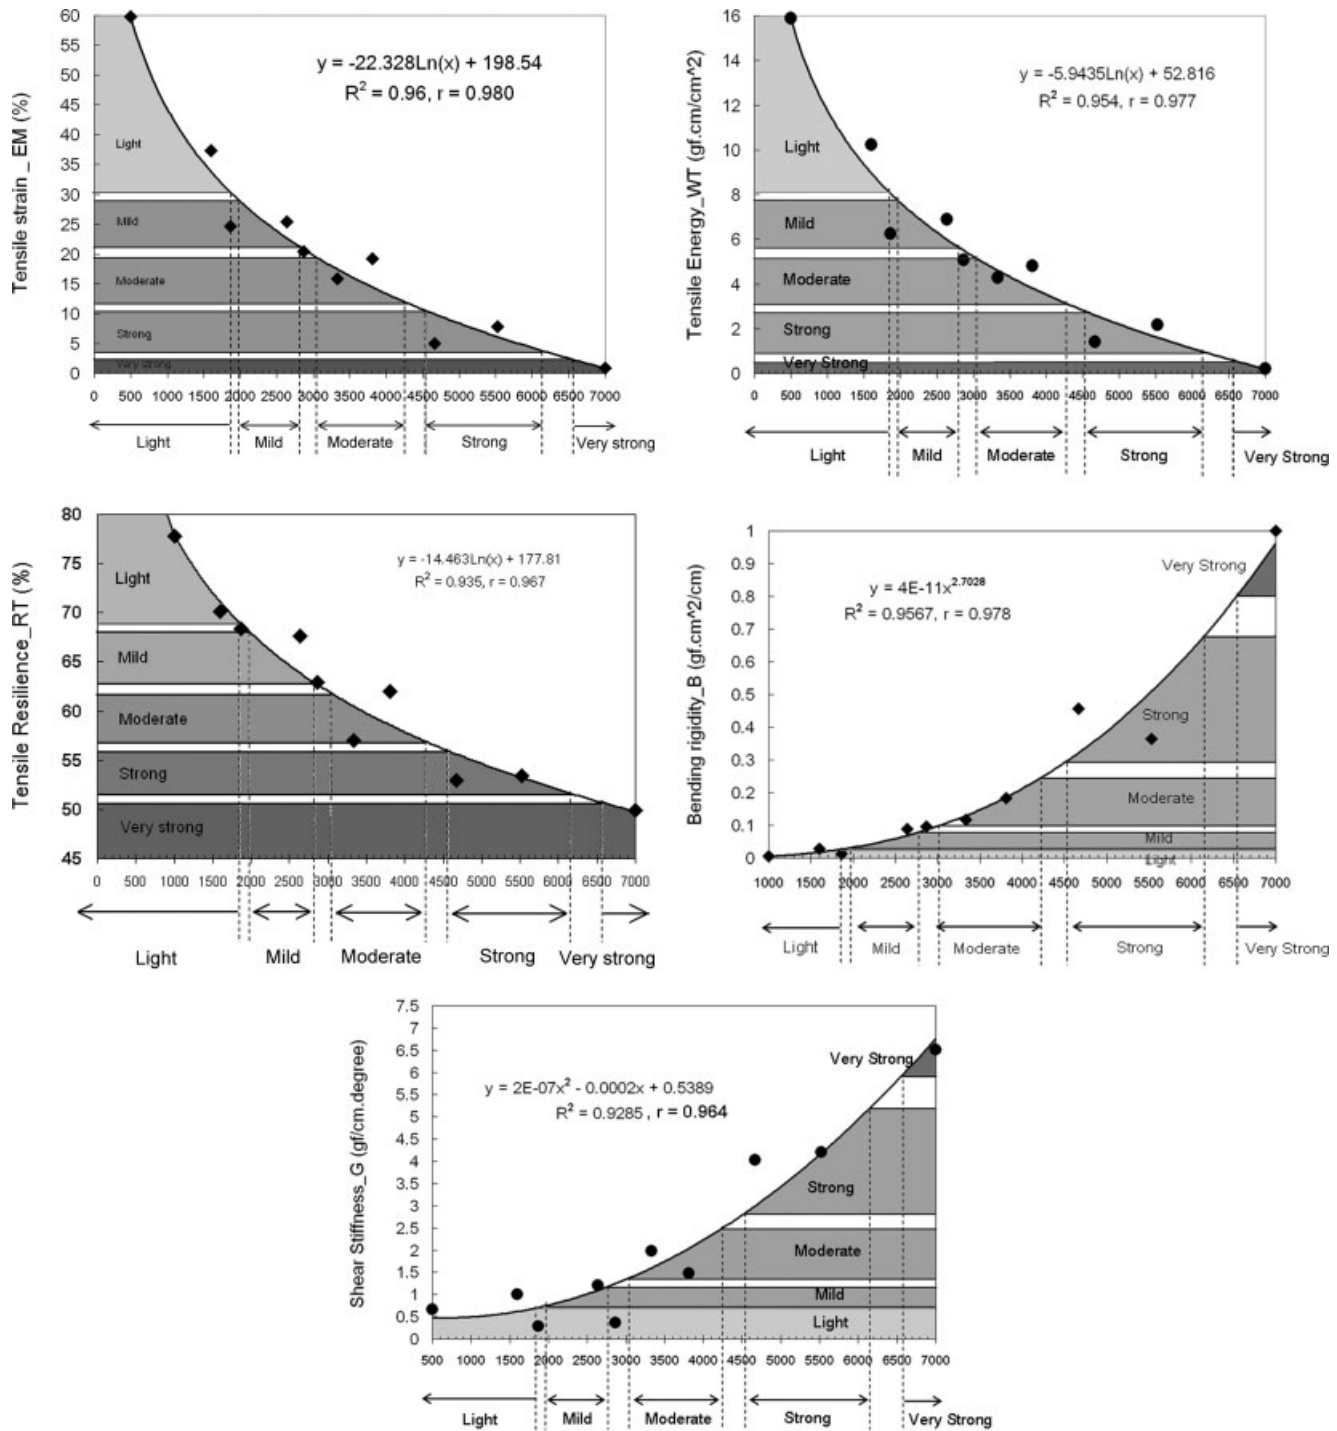 Tensile strain _ EM (%)
60
55
50
45
40
35
30
25
20
15
10
5
0
y = -22.328Ln(x) + 198.54
R² = 0.96, r = 0.980
Light
Mild
Moderate
Strong
Very strong
0 500 1000 1500 2000 2500 3000 3500 4000 4500 5000 5500 6000 6500 7000
Light Mild Moderate Strong Very strong
Tensile Energy_WT (gf.cm/cm^2)
16
14
12
10
8
6
4
2
0
y = -5.9435Ln(x) + 52.816
R² = 0.954, r = 0.977
Light
Mild
Moderate
Strong
Very Strong
0 500 1000 1500 2000 2500 3000 3500 4000 4500 5000 5500 6000 6500 7000
Light Mild Moderate Strong Very Strong
Tensile Resilience_RT (%)
80
75
70
65
60
55
50
45
y = -14.463Ln(x) + 177.81
R² = 0.935, r = 0.967
Light
Mild
Moderate
Strong
Very strong
0 500 1000 1500 2000 2500 3000 3500 4000 4500 5000 5500 6000 6500 7000
Light Mild Moderate Strong Very strong
Bending rigidity_B (gf.cm^2/cm)
1
0.9
0.8
0.7
0.6
0.5
0.4
0.3
0.2
0.1
0
y = 4E-11x^2.7028
R² = 0.9567, r = 0.978
Very Strong
Strong
Moderate
Mild
Light
1000 1500 2000 2500 3000 3500 4000 4500 5000 5500 6000 6500 7000
Light Mild Moderate Strong Very Strong
Shear Stiffness_G (gf/cm.degree)
7.5
7
6.5
6
5.5
5
4.5
4
3.5
3
2.5
2
1.5
1
0.5
0
y = 2E-07x² - 0.0002x + 0.5389
R² = 0.9285, r = 0.964
Very Strong
Strong
Moderate
Mild
Light
500 1000 1500 2000 2500 3000 3500 4000 4500 5000 5500 6000 6500 7000
Light Mild Moderate Strong Very Strong